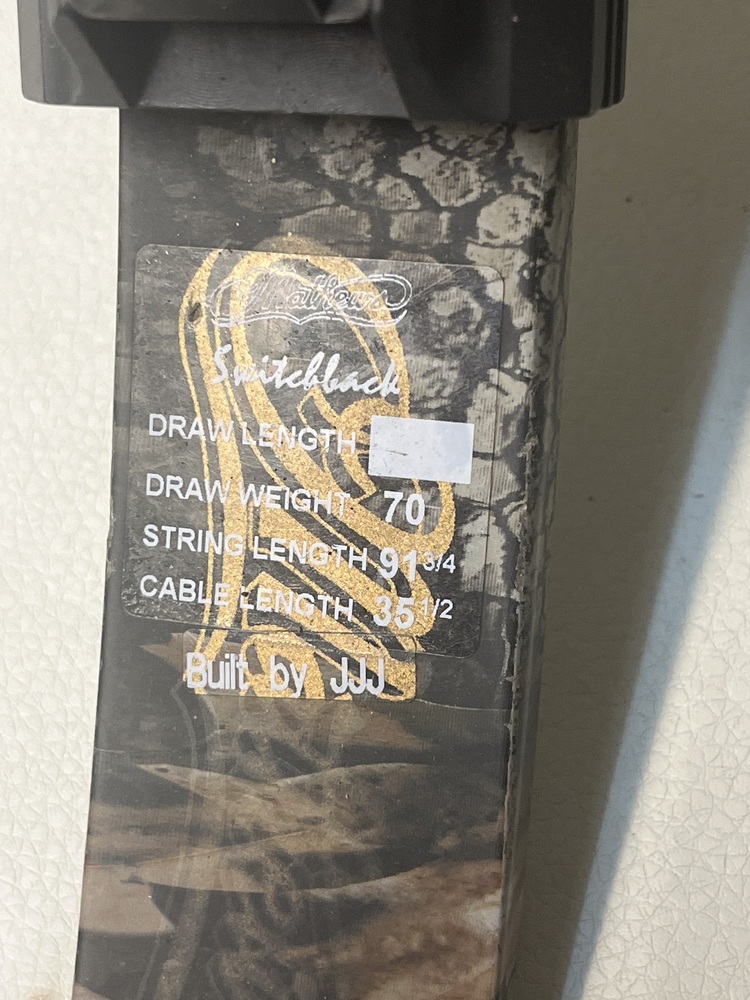 Mathews
Switchback
DRAW LENGTH
DRAW WEIGHT 70
STRING LENGTH 91 3/4
CABLE LENGTH 35 1/2
Built by JJJ